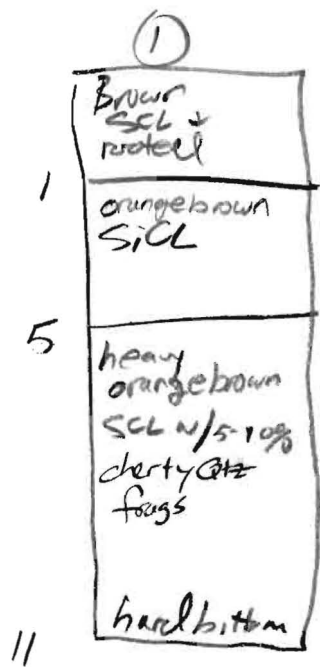 1
Brown
SCL +
rooted
1
orangebrown
SiCL
5
heavy
orangebrown
SCL w/5-10%
cherty Qtz
frags
hard bottom
11